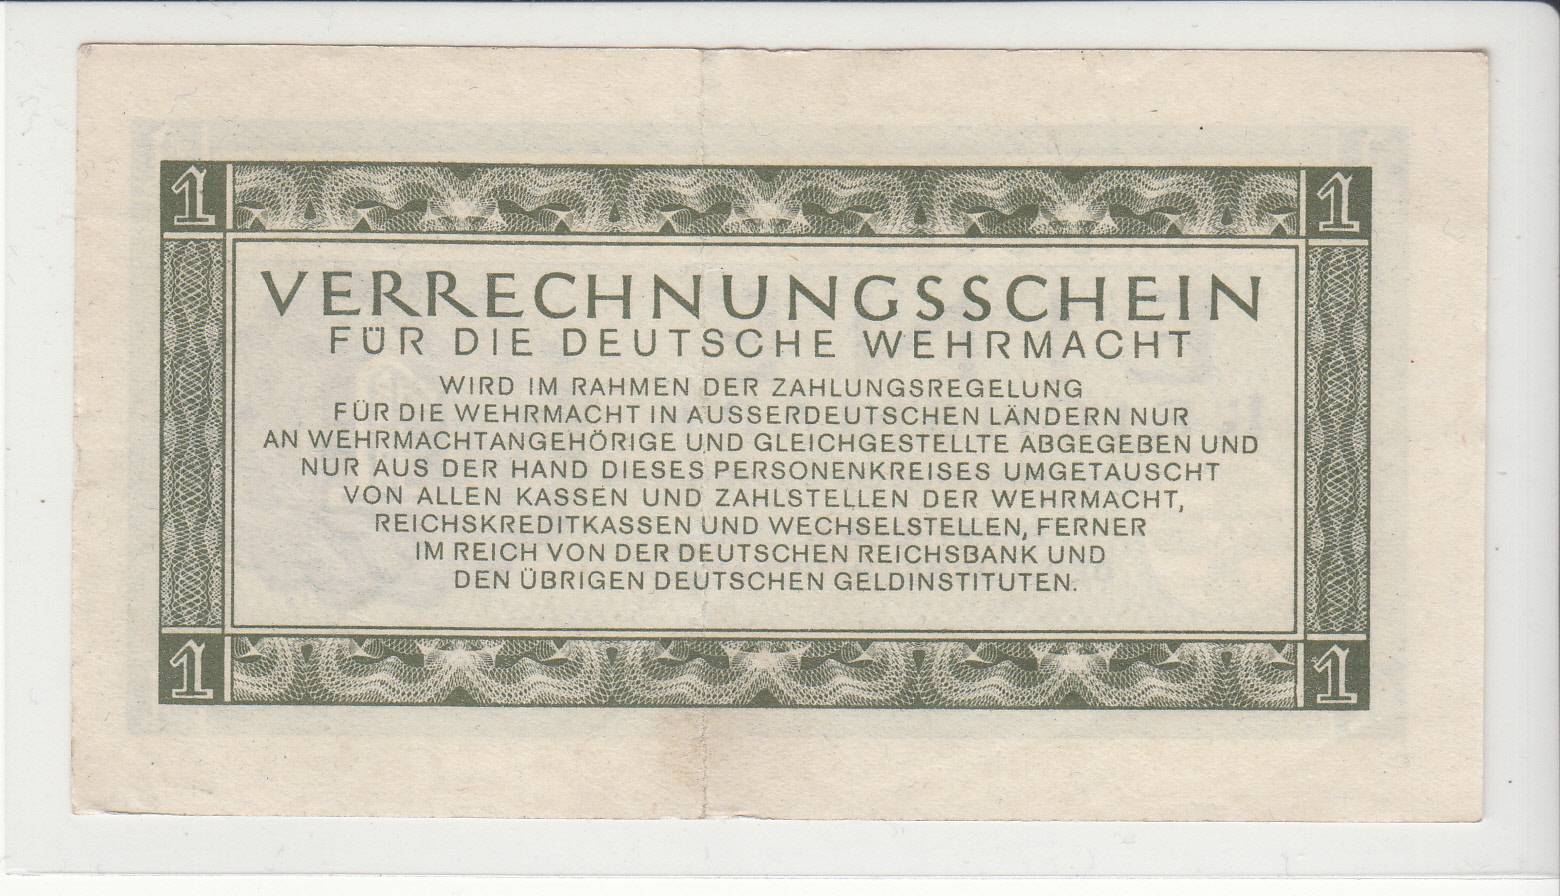 1 1
VERRECHNUNGSSCHEIN
FÜR DIE DEUTSCHE WEHRMACHT
WIRD IM RAHMEN DER ZAHLUNGSREGELUNG
FÜR DIE WEHRMACHT IN AUSSERDEUTSCHEN LÄNDERN NUR
AN WEHRMACHTANGEHÖRIGE UND GLEICHGESTELLTE ABGEGEBEN UND
NUR AUS DER HAND DIESES PERSONENKREISES UMGETAUSCHT
VON ALLEN KASSEN UND ZAHLSTELLEN DER WEHRMACHT,
REICHSKREDITKASSEN UND WECHSELSTELLEN, FERNER
IM REICH VON DER DEUTSCHEN REICHSBANK UND
DEN ÜBRIGEN DEUTSCHEN GELDINSTITUTEN.
1 1